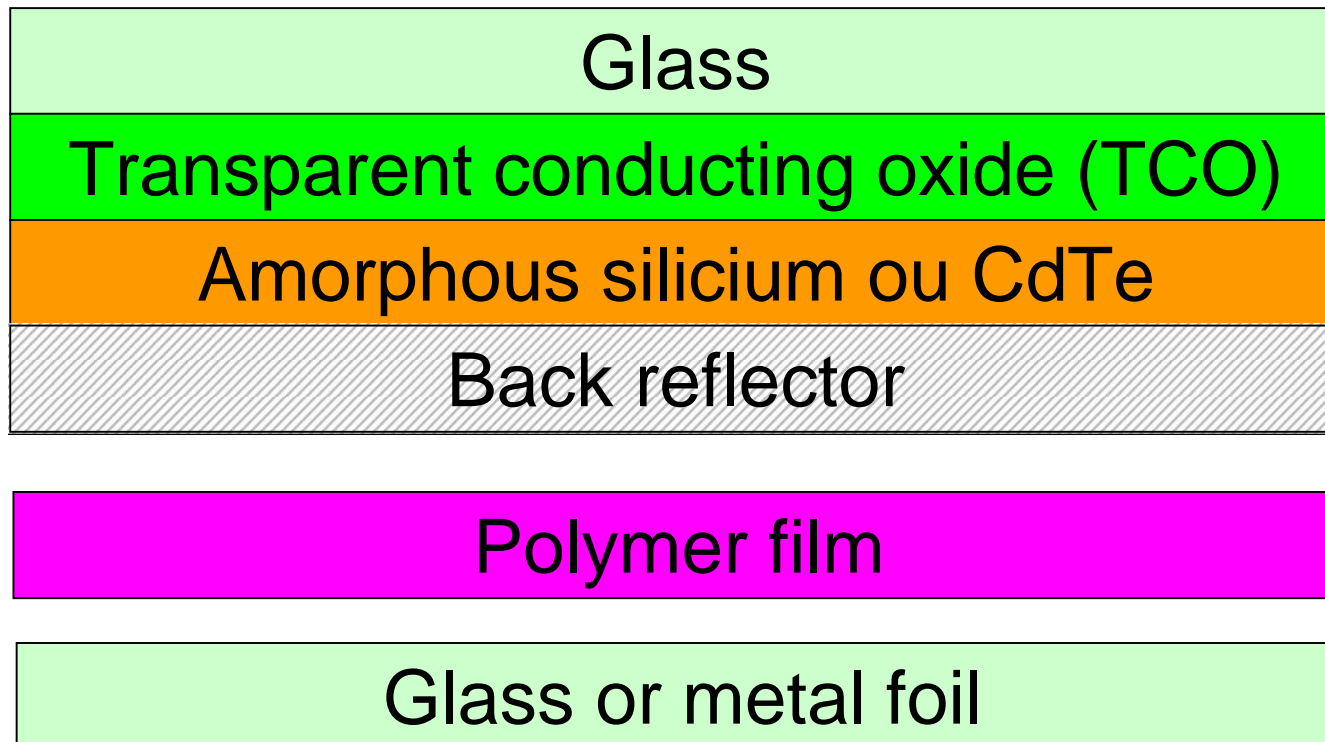 Glass
Transparent conducting oxide (TCO)
Amorphous silicium ou CdTe
Back reflector
Polymer film
Glass or metal foil